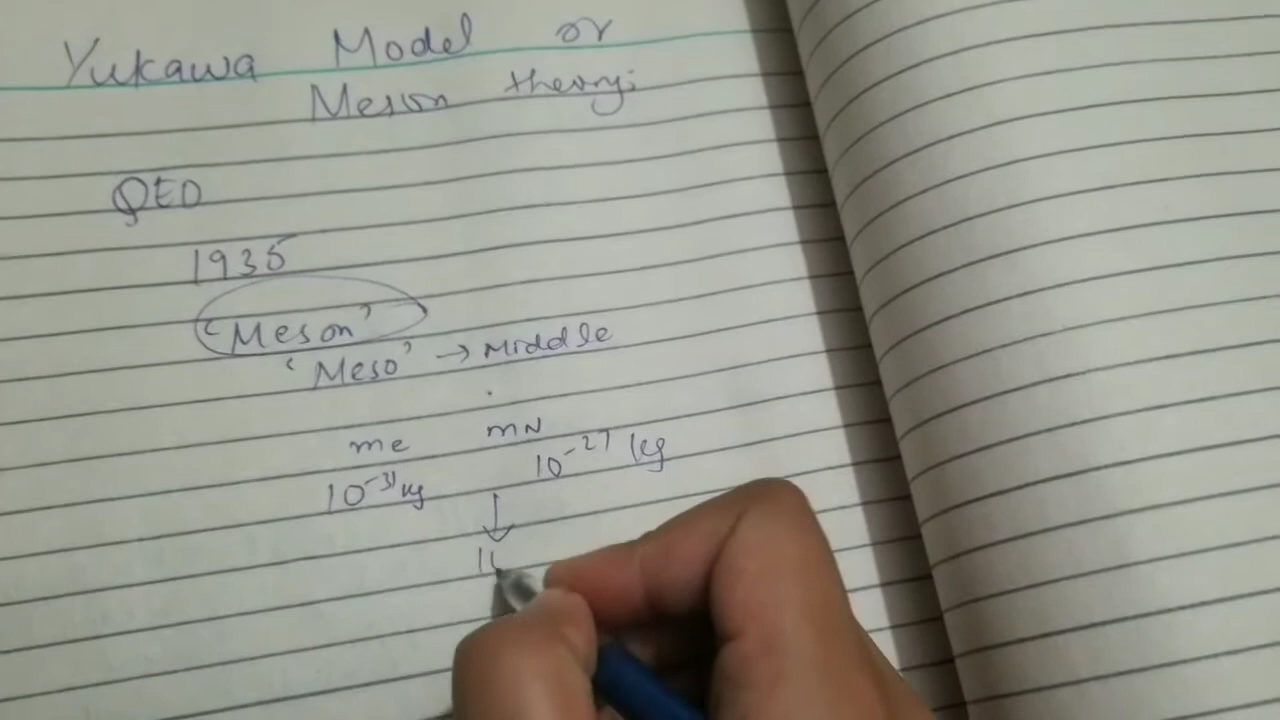 Yukawa Model or
Meson theory:
QED
1935
'Meson'
'Meso' → Middle
me mN
10⁻³¹ kg 10⁻²⁷ kg
↓